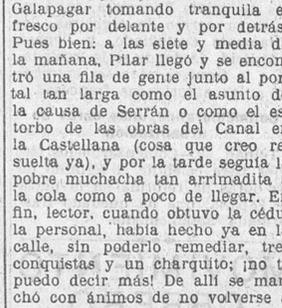 Galapagar tomando tranquila e
fresco por delante y por detrás
Pues bien: a las siete y media d
la mañana, Pilar llegó y se encon
tró una fila de gente junto al por
tal tan larga como el asunto d
la causa de Serrán o como el es
torbo de las obras del Canal e
la Castellana (cosa que creo re
suelta ya), y por la tarde seguía l
pobre muchacha tan arrimadita
la cola como a poco de llegar. E
fin, lector, cuando obtuvo la cédu
la personal, había hecho ya en l
calle, sin poderlo remediar, tre
conquistas y un charquito; ¡no t
puedo decir más! De allí se mar
chó con ánimos de no volverse